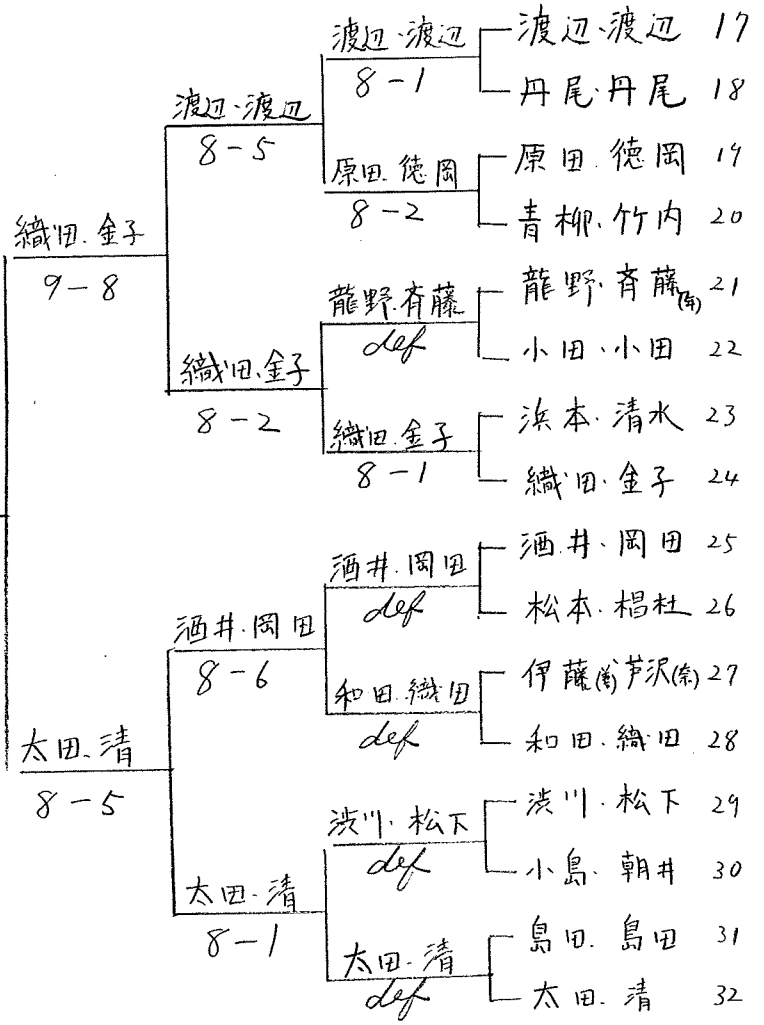 渡辺・渡辺 17
渡辺・渡辺
8-1
丹尾・丹尾 18
渡辺・渡辺
8-5
原田・徳岡 19
原田・徳岡
8-2
青柳・竹内 20
織田・金子
9-8
龍野・斉藤 21
龍野・斉藤
def
小田・小田 22
織田・金子
8-2
浜本・清水 23
織田・金子
8-1
織田・金子 24
酒井・岡田 25
酒井・岡田
def
松本・椙杜 26
酒井・岡田
8-6
伊藤 芦沢(奈) 27
和田・織田
def
和田・織田 28
太田・清
8-5
渋川・松下 29
渋川・松下
def
小島・朝井 30
太田・清
8-1
島田・島田 31
太田・清
def
太田・清 32